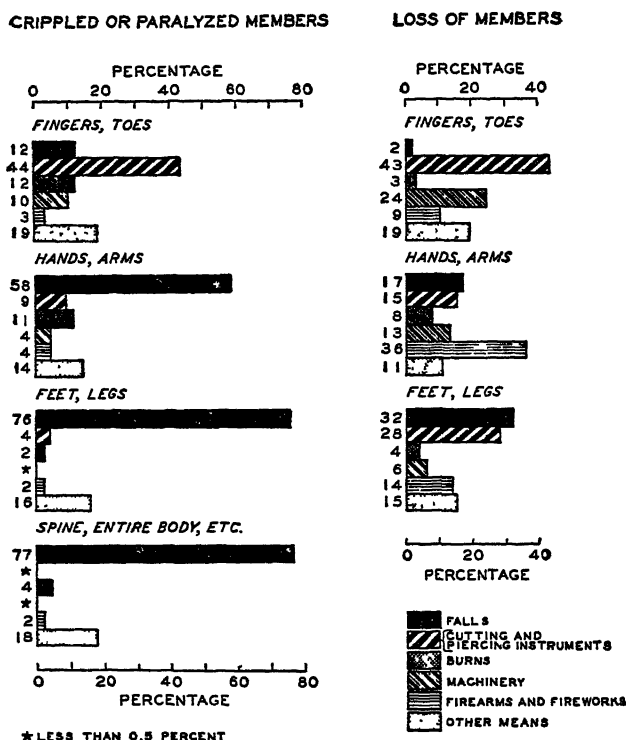 CRIPPLED OR PARALYZED MEMBERS
PERCENTAGE
0 20 40 60 80
FINGERS, TOES
12
44
12
10
3
19
HANDS, ARMS
58
9
11
4
4
14
FEET, LEGS
76
4
2
*
2
16
SPINE, ENTIRE BODY, ETC.
77
*
4
*
2
18
0 20 40 60 80
PERCENTAGE
* LESS THAN 0.5 PERCENT
LOSS OF MEMBERS
PERCENTAGE
0 20 40
FINGERS, TOES
2
43
3
24
9
19
HANDS, ARMS
17
15
8
13
36
11
FEET, LEGS
32
28
4
6
14
15
0 20 40
PERCENTAGE
FALLS
CUTTING AND
PIERCING INSTRUMENTS
BURNS
MACHINERY
FIREARMS AND FIREWORKS
OTHER MEANS